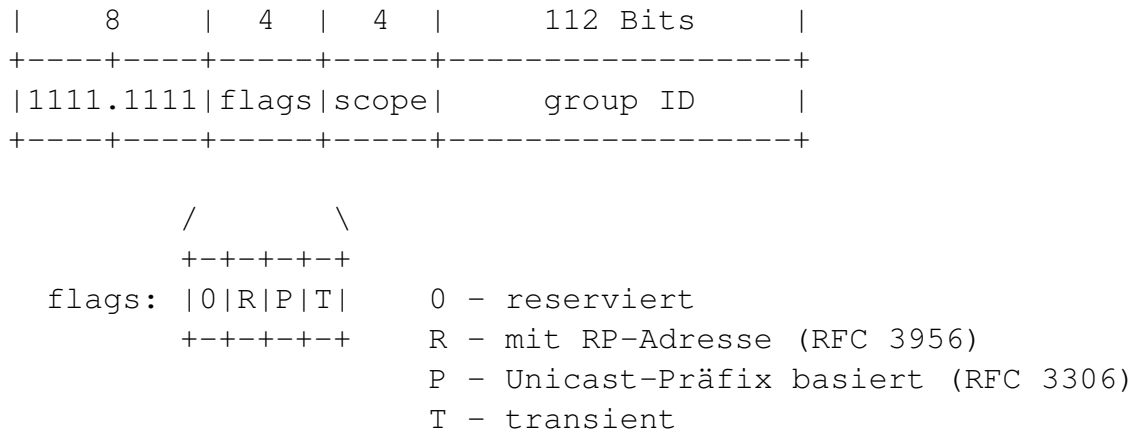 |    8    |  4  |  4  |     112 Bits     |
+----+----+-----+-----+------------------+
|1111.1111|flags|scope|     group ID     |
+----+----+-----+-----+------------------+
/       \
+-+-+-+-+
flags: |0|R|P|T|    0 - reserviert
+-+-+-+-+    R - mit RP-Adresse (RFC 3956)
P - Unicast-Präfix basiert (RFC 3306)
T - transient